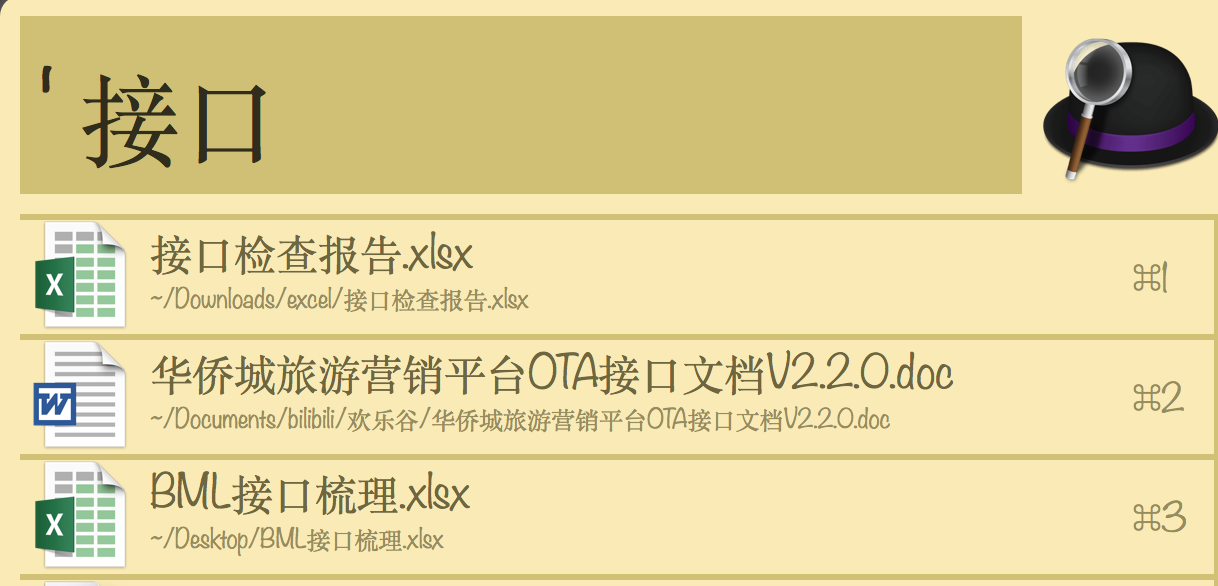 ' 接口
接口检查报告.xlsx
~/Downloads/excel/接口检查报告.xlsx
⌘1
华侨城旅游营销平台OTA接口文档V2.2.0.doc
~/Documents/bilibili/欢乐谷/华侨城旅游营销平台OTA接口文档V2.2.0.doc
⌘2
BML接口梳理.xlsx
~/Desktop/BML接口梳理.xlsx
⌘3